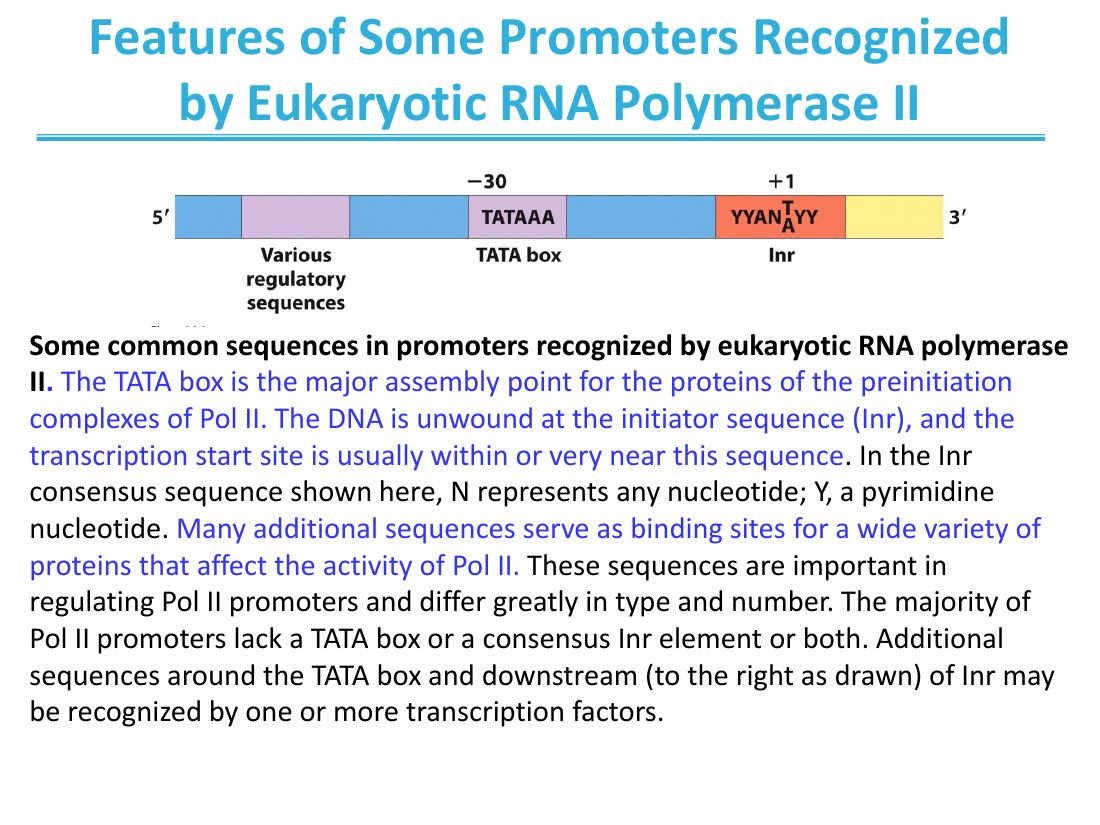 Features of Some Promoters Recognized
by Eukaryotic RNA Polymerase II
−30
+1
5′
TATAAA
YYANTAYY
3′
Various
regulatory
sequences
TATA box
Inr
Some common sequences in promoters recognized by eukaryotic RNA polymerase
II. The TATA box is the major assembly point for the proteins of the preinitiation
complexes of Pol II. The DNA is unwound at the initiator sequence (Inr), and the
transcription start site is usually within or very near this sequence. In the Inr
consensus sequence shown here, N represents any nucleotide; Y, a pyrimidine
nucleotide. Many additional sequences serve as binding sites for a wide variety of
proteins that affect the activity of Pol II. These sequences are important in
regulating Pol II promoters and differ greatly in type and number. The majority of
Pol II promoters lack a TATA box or a consensus Inr element or both. Additional
sequences around the TATA box and downstream (to the right as drawn) of Inr may
be recognized by one or more transcription factors.